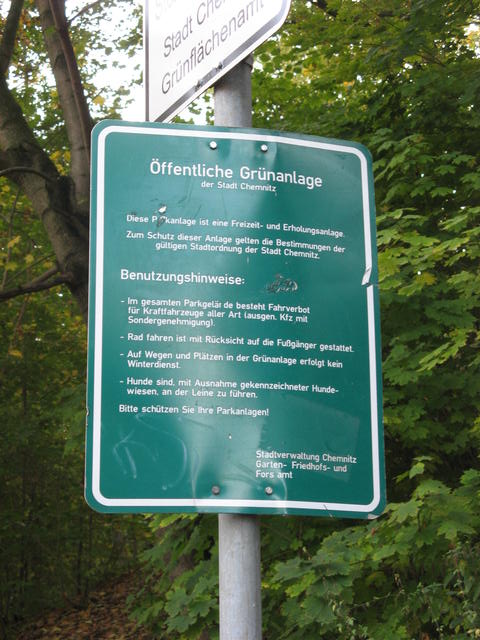 Stadt Che
Grünflächenamt
Öffentliche Grünanlage
der Stadt Chemnitz
Diese P rkanlage ist eine Freizeit- und Erholungsanlage.
Zum Schutz dieser Anlage gelten die Bestimmungen der
gültigen Stadtordnung der Stadt Chemnitz.
Benutzungshinweise:
- Im gesamten Parkgelär de besteht Fahrverbot
für Kraftfahrzeuge aller Art (ausgen. Kfz mit
Sondergenehmigung).
- Rad fahren ist mit Rücksicht auf die Fußgänger gestattet.
- Auf Wegen und Plätzen in der Grünanlage erfolgt kein
Winterdienst.
- Hunde sind, mit Ausnahme gekennzeichneter Hunde-
wiesen, an der Leine zu führen.
Bitte schützen Sie Ihre Parkanlagen!
Stadtverwaltung Chemnitz
Garten- Friedhofs- und
Fors amt